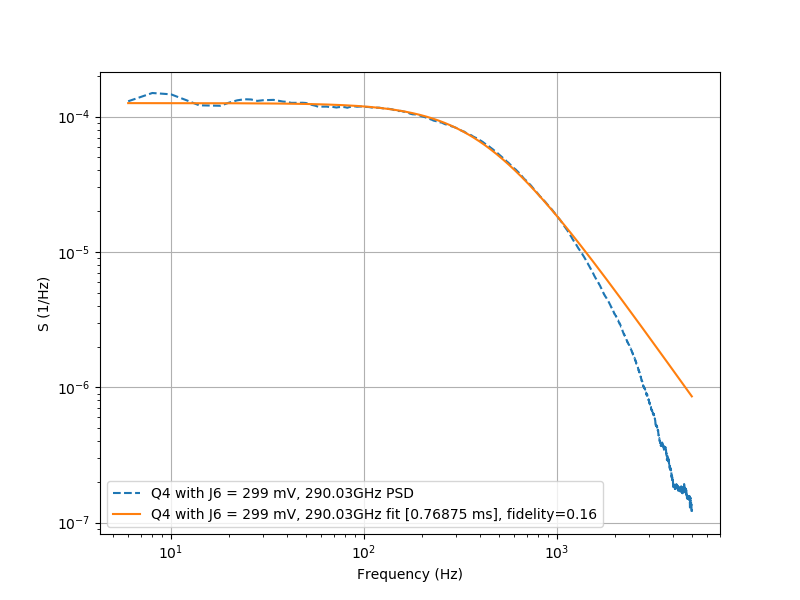 10⁻⁴
10⁻⁵
10⁻⁶
10⁻⁷
S (1/Hz)
Q4 with J6 = 299 mV, 290.03GHz PSD
Q4 with J6 = 299 mV, 290.03GHz fit [0.76875 ms], fidelity=0.16
10¹ 10² 10³
Frequency (Hz)